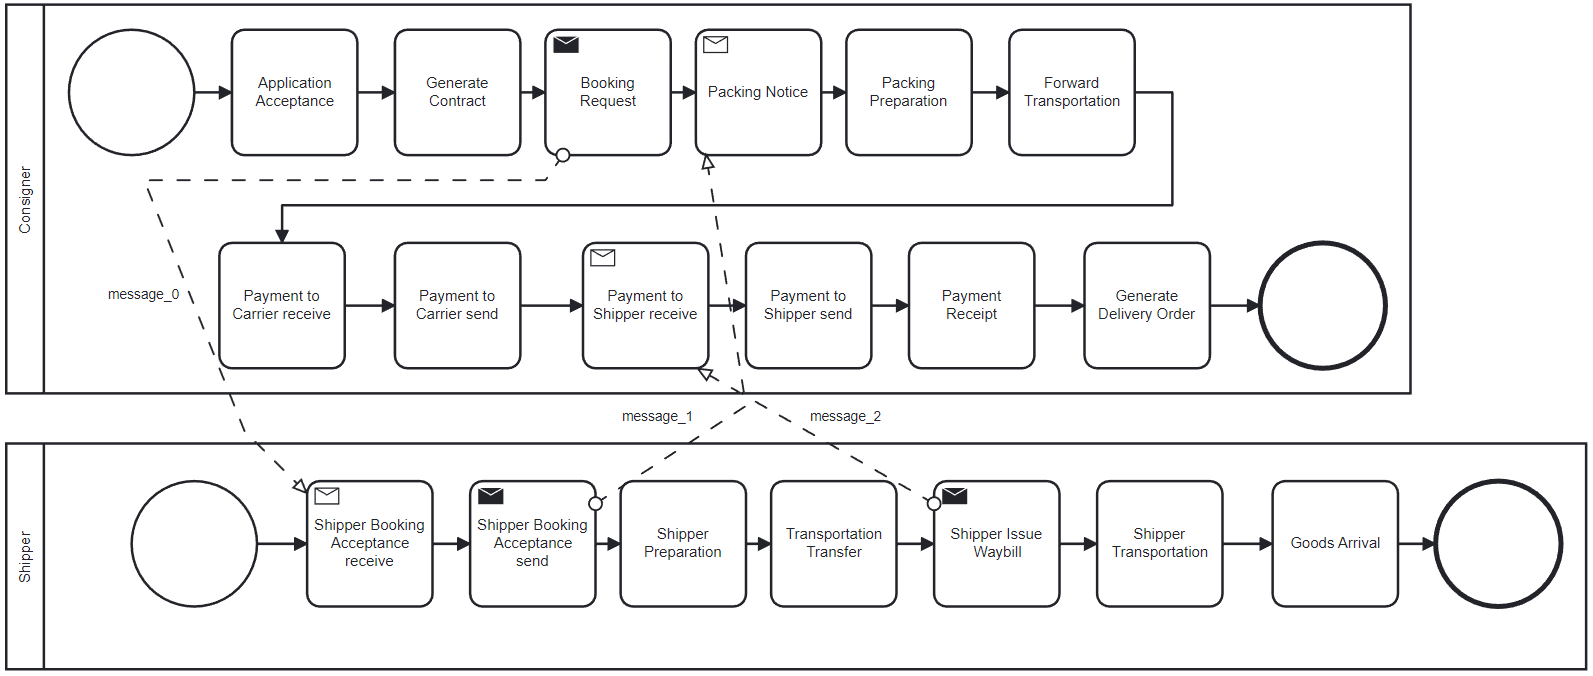 Consigner
Application
Acceptance
Generate
Contract
Booking
Request
Packing Notice
Packing
Preparation
Forward
Transportation
Payment to
Carrier receive
Payment to
Carrier send
Payment to
Shipper receive
Payment to
Shipper send
Payment
Receipt
Generate
Delivery Order
message_0
message_1
message_2
Shipper
Shipper Booking
Acceptance
receive
Shipper Booking
Acceptance
send
Shipper
Preparation
Transportation
Transfer
Shipper Issue
Waybill
Shipper
Transportation
Goods Arrival